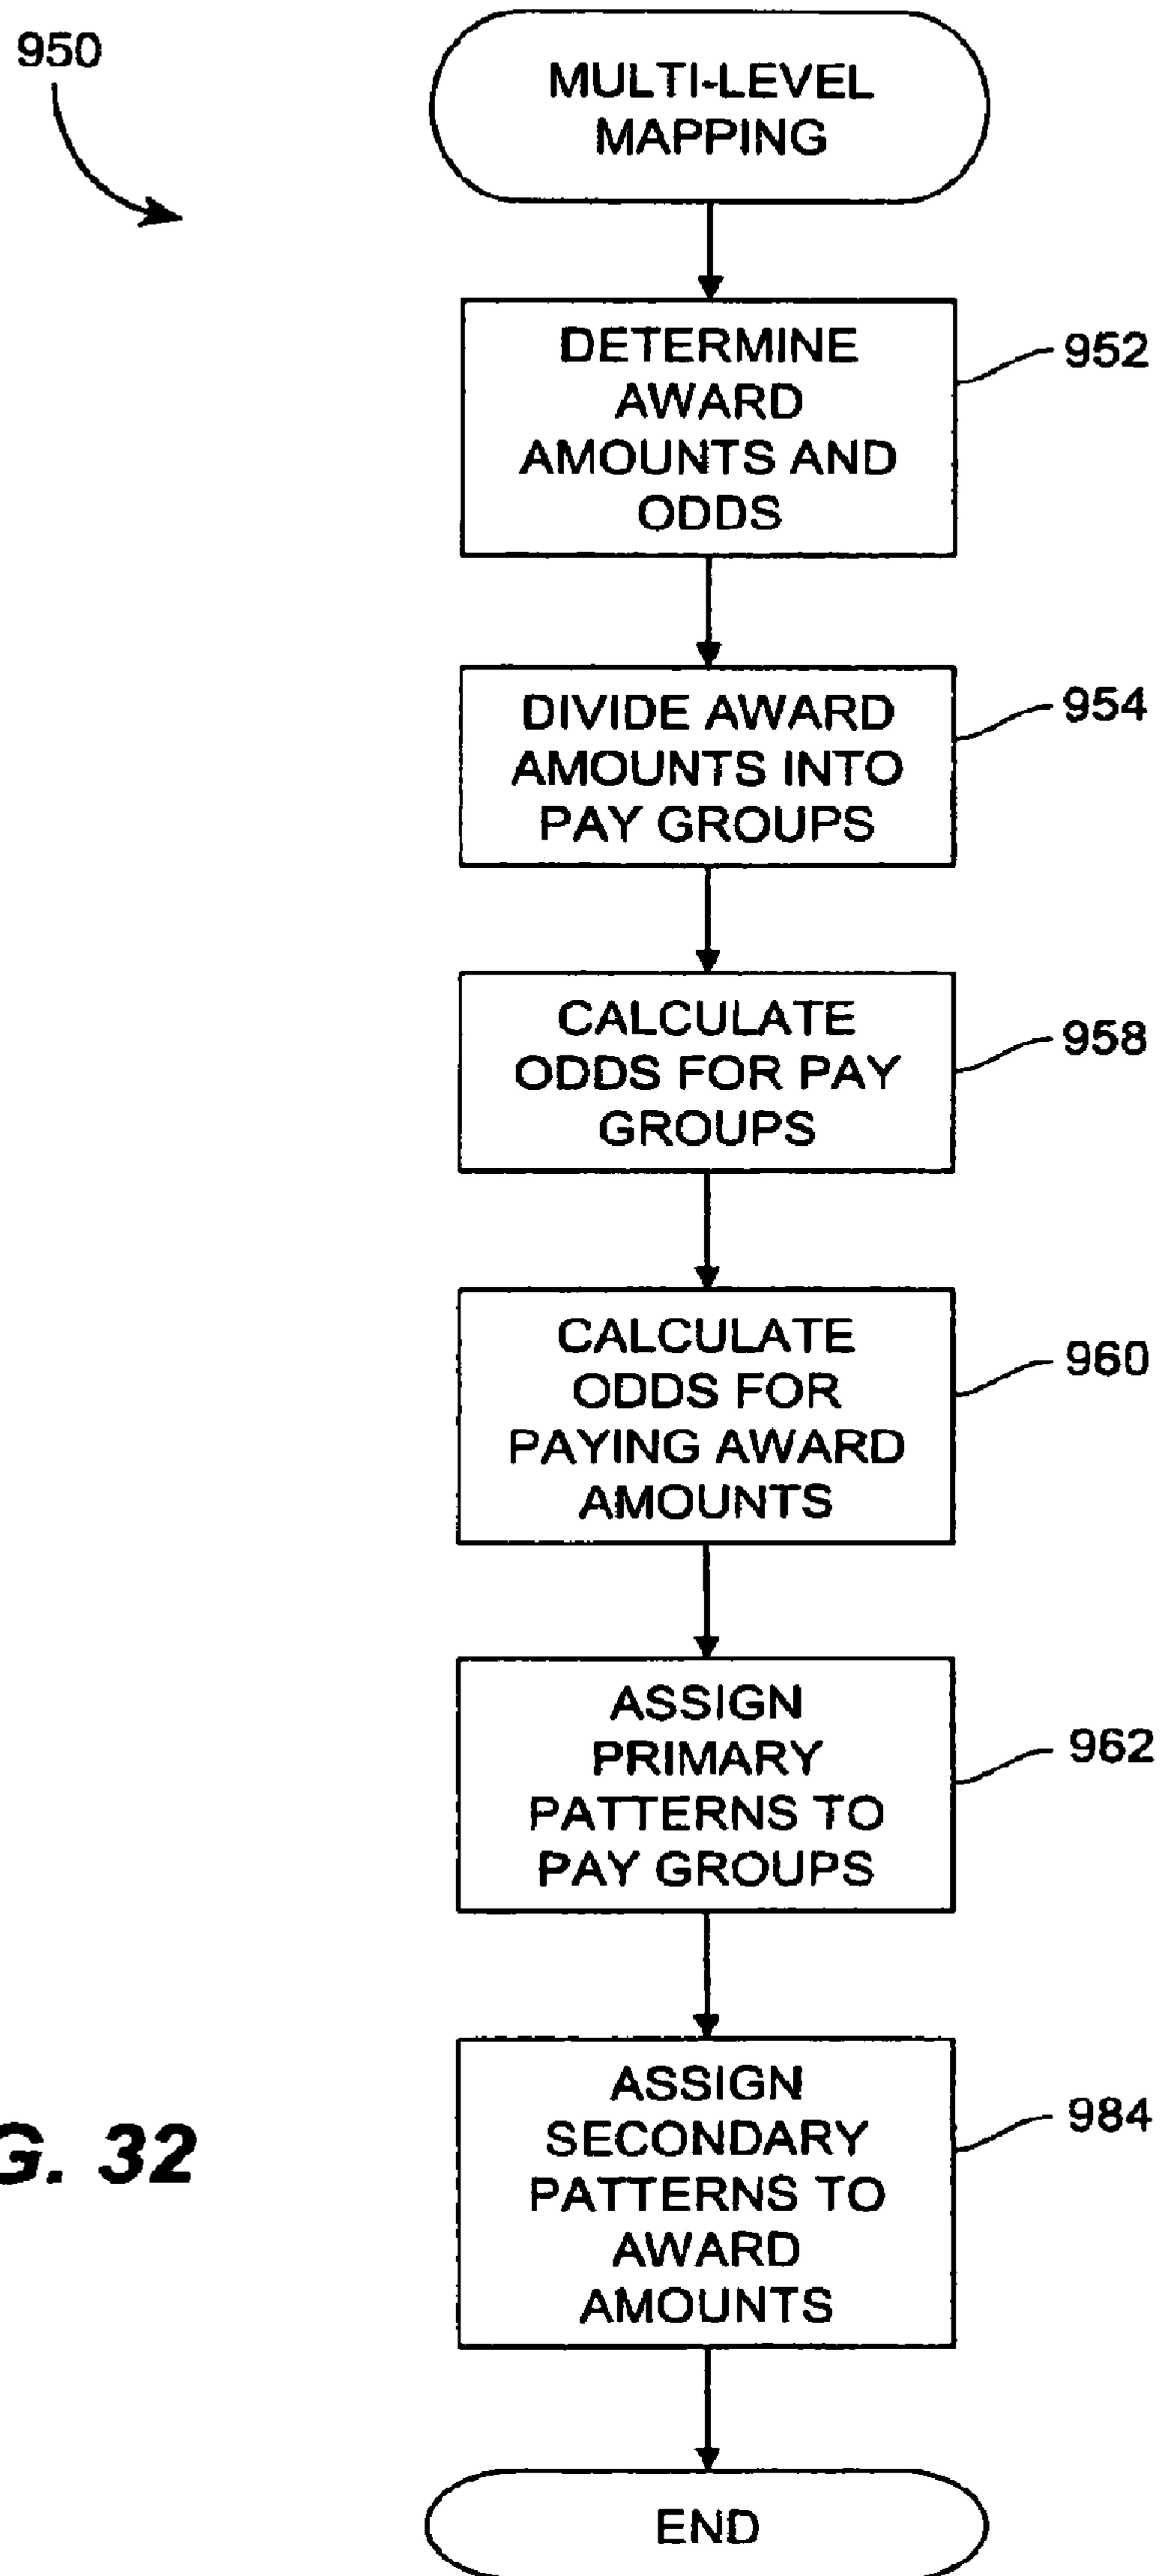 950
MULTI-LEVEL
MAPPING
DETERMINE
AWARD
AMOUNTS AND
ODDS
952
DIVIDE AWARD
AMOUNTS INTO
PAY GROUPS
954
CALCULATE
ODDS FOR PAY
GROUPS
958
CALCULATE
ODDS FOR
PAYING AWARD
AMOUNTS
960
ASSIGN
PRIMARY
PATTERNS TO
PAY GROUPS
962
ASSIGN
SECONDARY
PATTERNS TO
AWARD
AMOUNTS
984
G. 32
END